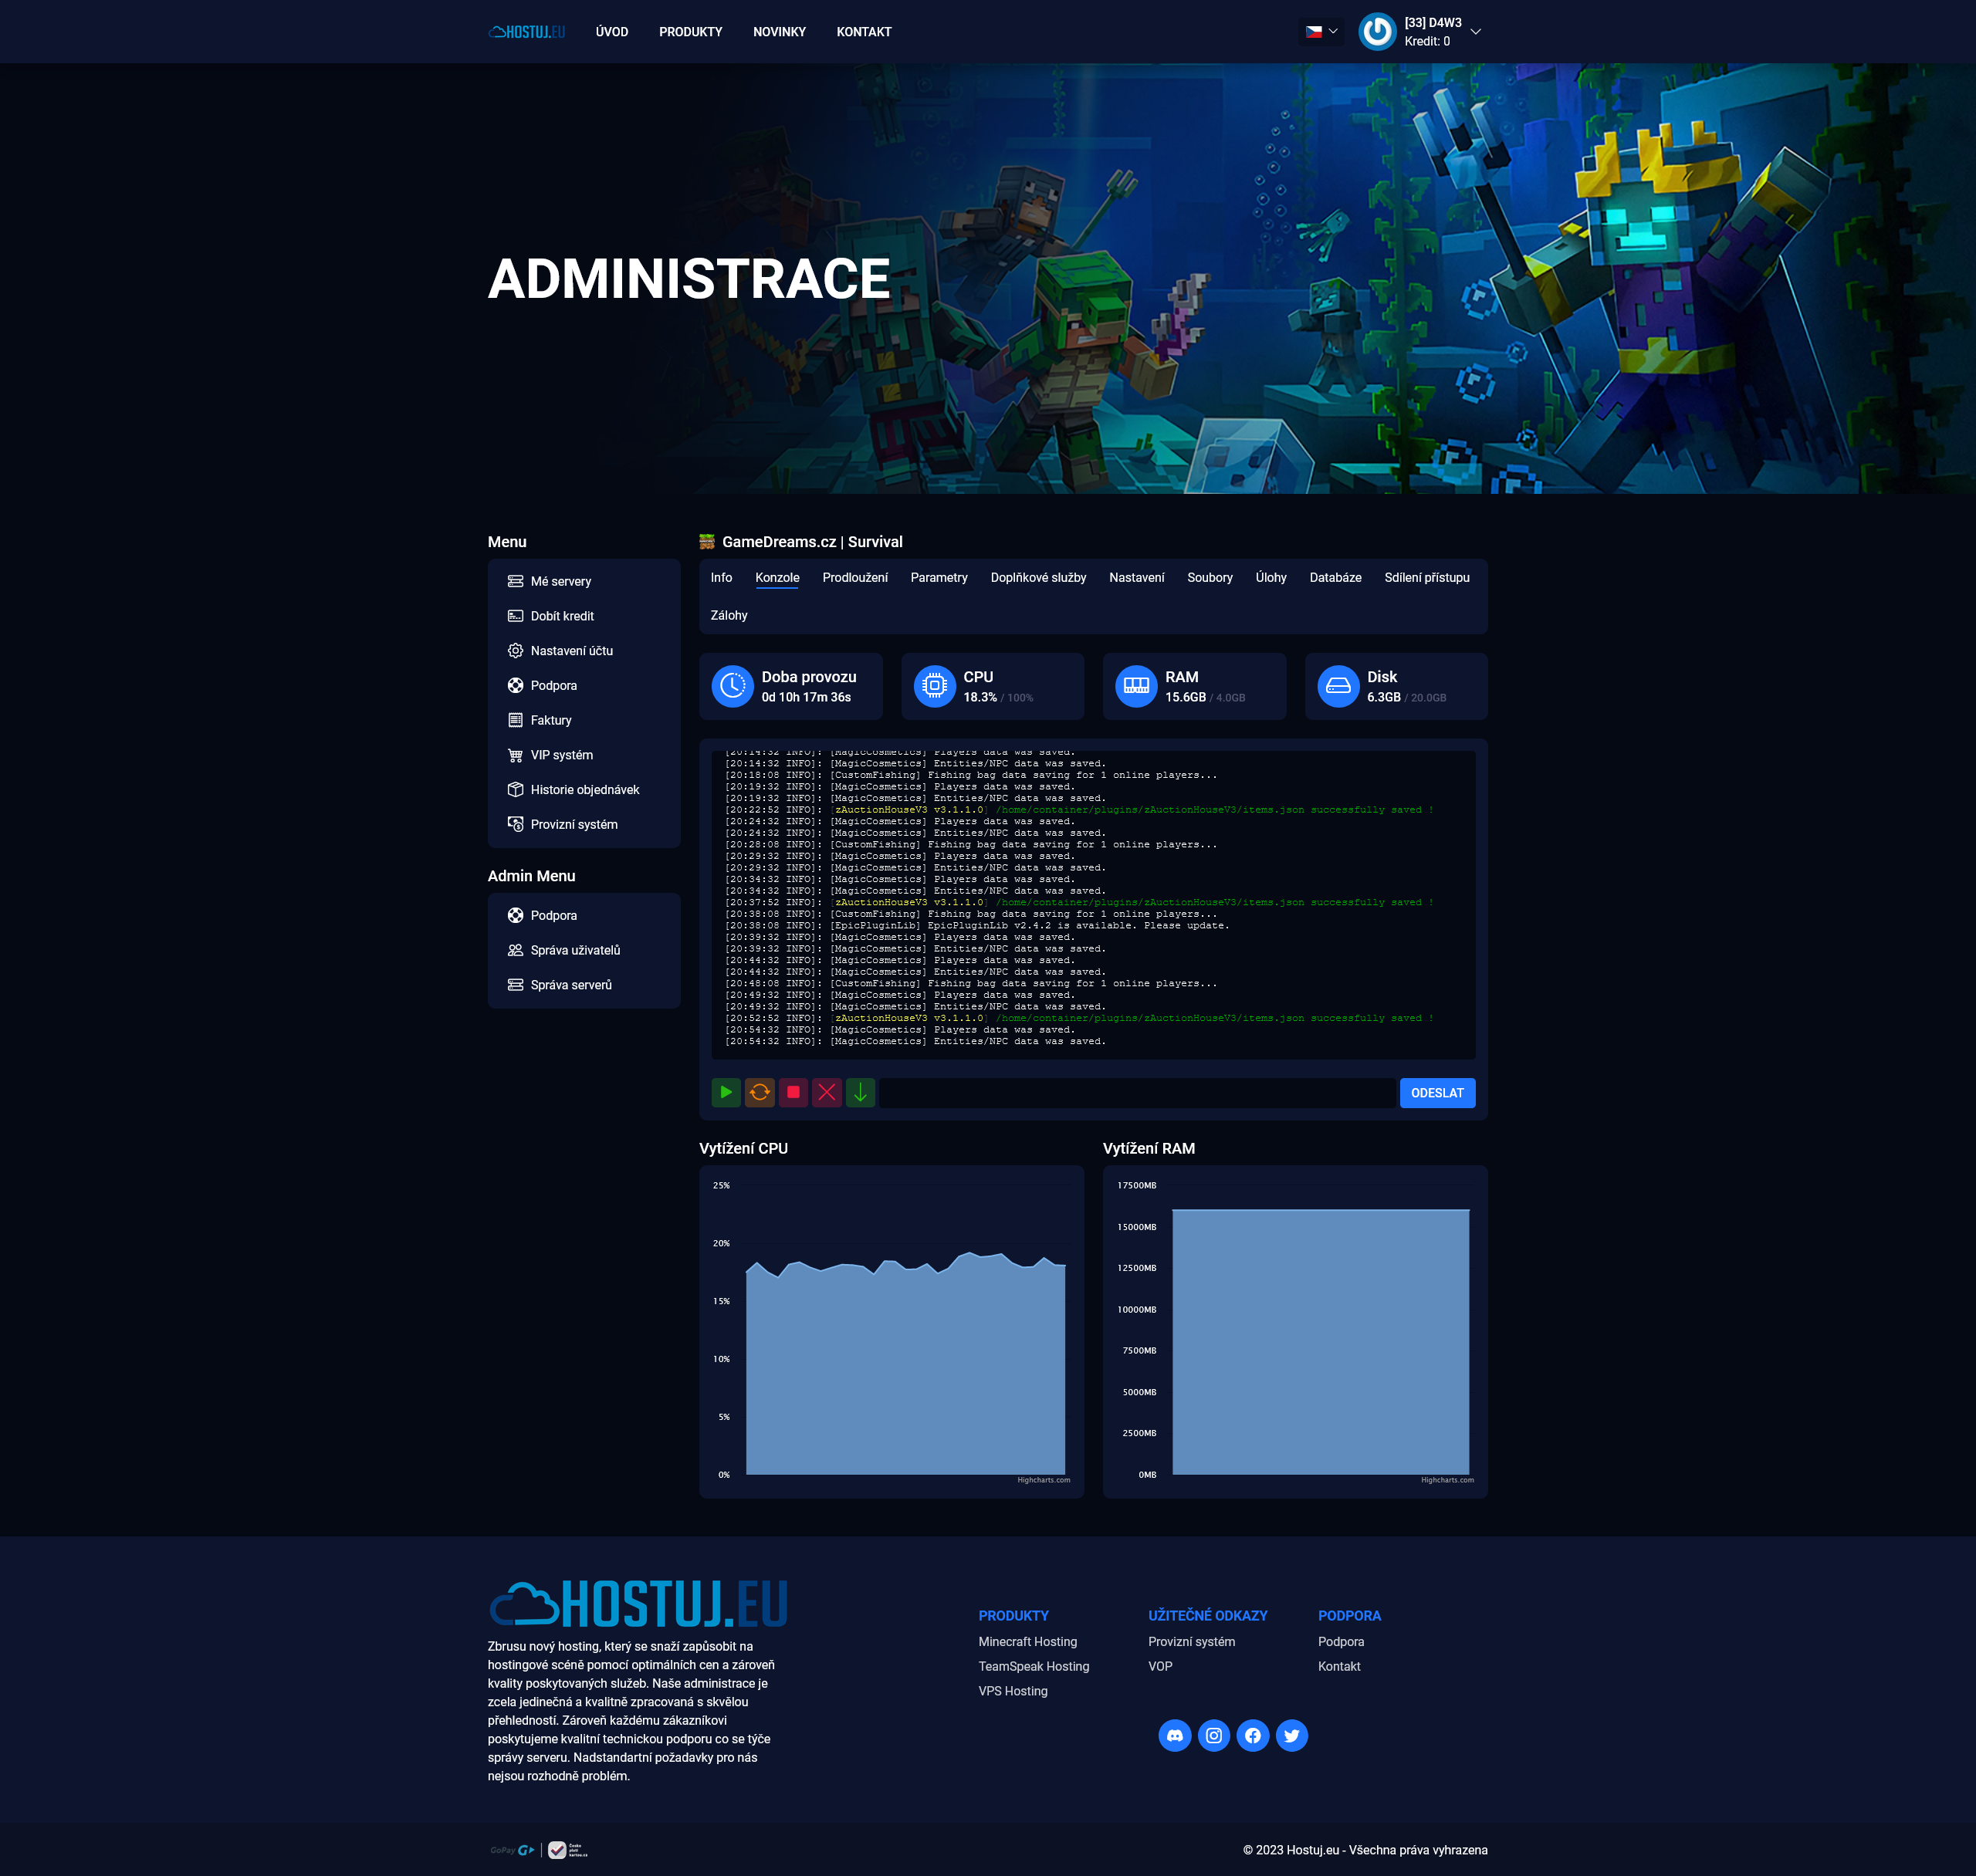 HOSTUJ.EU
ÚVOD
PRODUKTY
NOVINKY
KONTAKT
[33] D4W3
Kredit: 0
ADMINISTRACE
Menu
Mé servery
Dobít kredit
Nastavení účtu
Podpora
Faktury
VIP systém
Historie objednávek
Provizní systém
Admin Menu
Podpora
Správa uživatelů
Správa serverů
GameDreams.cz | Survival
Info
Konzole
Prodloužení
Parametry
Doplňkové služby
Nastavení
Soubory
Úlohy
Databáze
Sdílení přístupu
Zálohy
Doba provozu
0d 10h 17m 36s
CPU
18.3% / 100%
RAM
15.6GB / 4.0GB
Disk
6.3GB / 20.0GB
[20:14:32 INFO]: [MagicCosmetics] Players data was saved.
[20:14:32 INFO]: [MagicCosmetics] Entities/NPC data was saved.
[20:18:08 INFO]: [CustomFishing] Fishing bag data saving for 1 online players...
[20:19:32 INFO]: [MagicCosmetics] Players data was saved.
[20:19:32 INFO]: [MagicCosmetics] Entities/NPC data was saved.
[20:22:52 INFO]: [zAuctionHouseV3 v3.1.1.0] /home/container/plugins/zAuctionHouseV3/items.json successfully saved !
[20:24:32 INFO]: [MagicCosmetics] Players data was saved.
[20:24:32 INFO]: [MagicCosmetics] Entities/NPC data was saved.
[20:28:08 INFO]: [CustomFishing] Fishing bag data saving for 1 online players...
[20:29:32 INFO]: [MagicCosmetics] Players data was saved.
[20:29:32 INFO]: [MagicCosmetics] Entities/NPC data was saved.
[20:34:32 INFO]: [MagicCosmetics] Players data was saved.
[20:34:32 INFO]: [MagicCosmetics] Entities/NPC data was saved.
[20:37:52 INFO]: [zAuctionHouseV3 v3.1.1.0] /home/container/plugins/zAuctionHouseV3/items.json successfully saved !
[20:38:08 INFO]: [CustomFishing] Fishing bag data saving for 1 online players...
[20:38:08 INFO]: [EpicPluginLib] EpicPluginLib v2.4.2 is available. Please update.
[20:39:32 INFO]: [MagicCosmetics] Players data was saved.
[20:39:32 INFO]: [MagicCosmetics] Entities/NPC data was saved.
[20:44:32 INFO]: [MagicCosmetics] Players data was saved.
[20:44:32 INFO]: [MagicCosmetics] Entities/NPC data was saved.
[20:48:08 INFO]: [CustomFishing] Fishing bag data saving for 1 online players...
[20:49:32 INFO]: [MagicCosmetics] Players data was saved.
[20:49:32 INFO]: [MagicCosmetics] Entities/NPC data was saved.
[20:52:52 INFO]: [zAuctionHouseV3 v3.1.1.0] /home/container/plugins/zAuctionHouseV3/items.json successfully saved !
[20:54:32 INFO]: [MagicCosmetics] Players data was saved.
[20:54:32 INFO]: [MagicCosmetics] Entities/NPC data was saved.
ODESLAT
Vytížení CPU
25%
20%
15%
10%
5%
0%
Highcharts.com
Vytížení RAM
17500MB
15000MB
12500MB
10000MB
7500MB
5000MB
2500MB
0MB
Highcharts.com
HOSTUJ.EU
Zbrusu nový hosting, který se snaží zapůsobit na
hostingové scéně pomocí optimálních cen a zároveň
kvality poskytovaných služeb. Naše administrace je
zcela jedinečná a kvalitně zpracovaná s skvělou
přehledností. Zároveň každému zákazníkovi
poskytujeme kvalitní technickou podporu co se týče
správy serveru. Nadstandartní požadavky pro nás
nejsou rozhodně problém.
PRODUKTY
Minecraft Hosting
TeamSpeak Hosting
VPS Hosting
UŽITEČNÉ ODKAZY
Provizní systém
VOP
PODPORA
Podpora
Kontakt
GoPay
Česko
platí
kartou.cz
© 2023 Hostuj.eu - Všechna práva vyhrazena